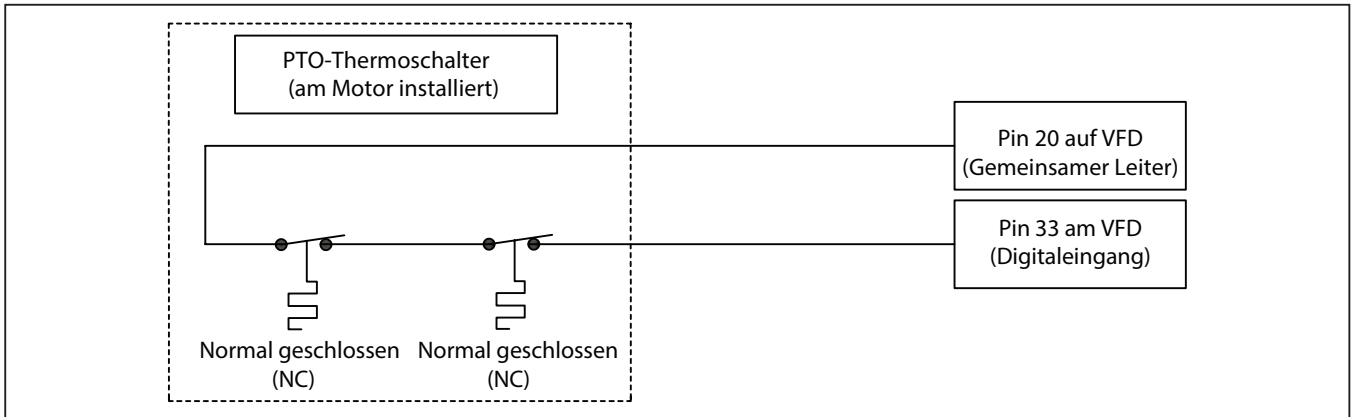 PTO-Thermoschalter
(am Motor installiert)
Pin 20 auf VFD
(Gemeinsamer Leiter)
Pin 33 am VFD
(Digitaleingang)
Normal geschlossen
(NC)
Normal geschlossen
(NC)